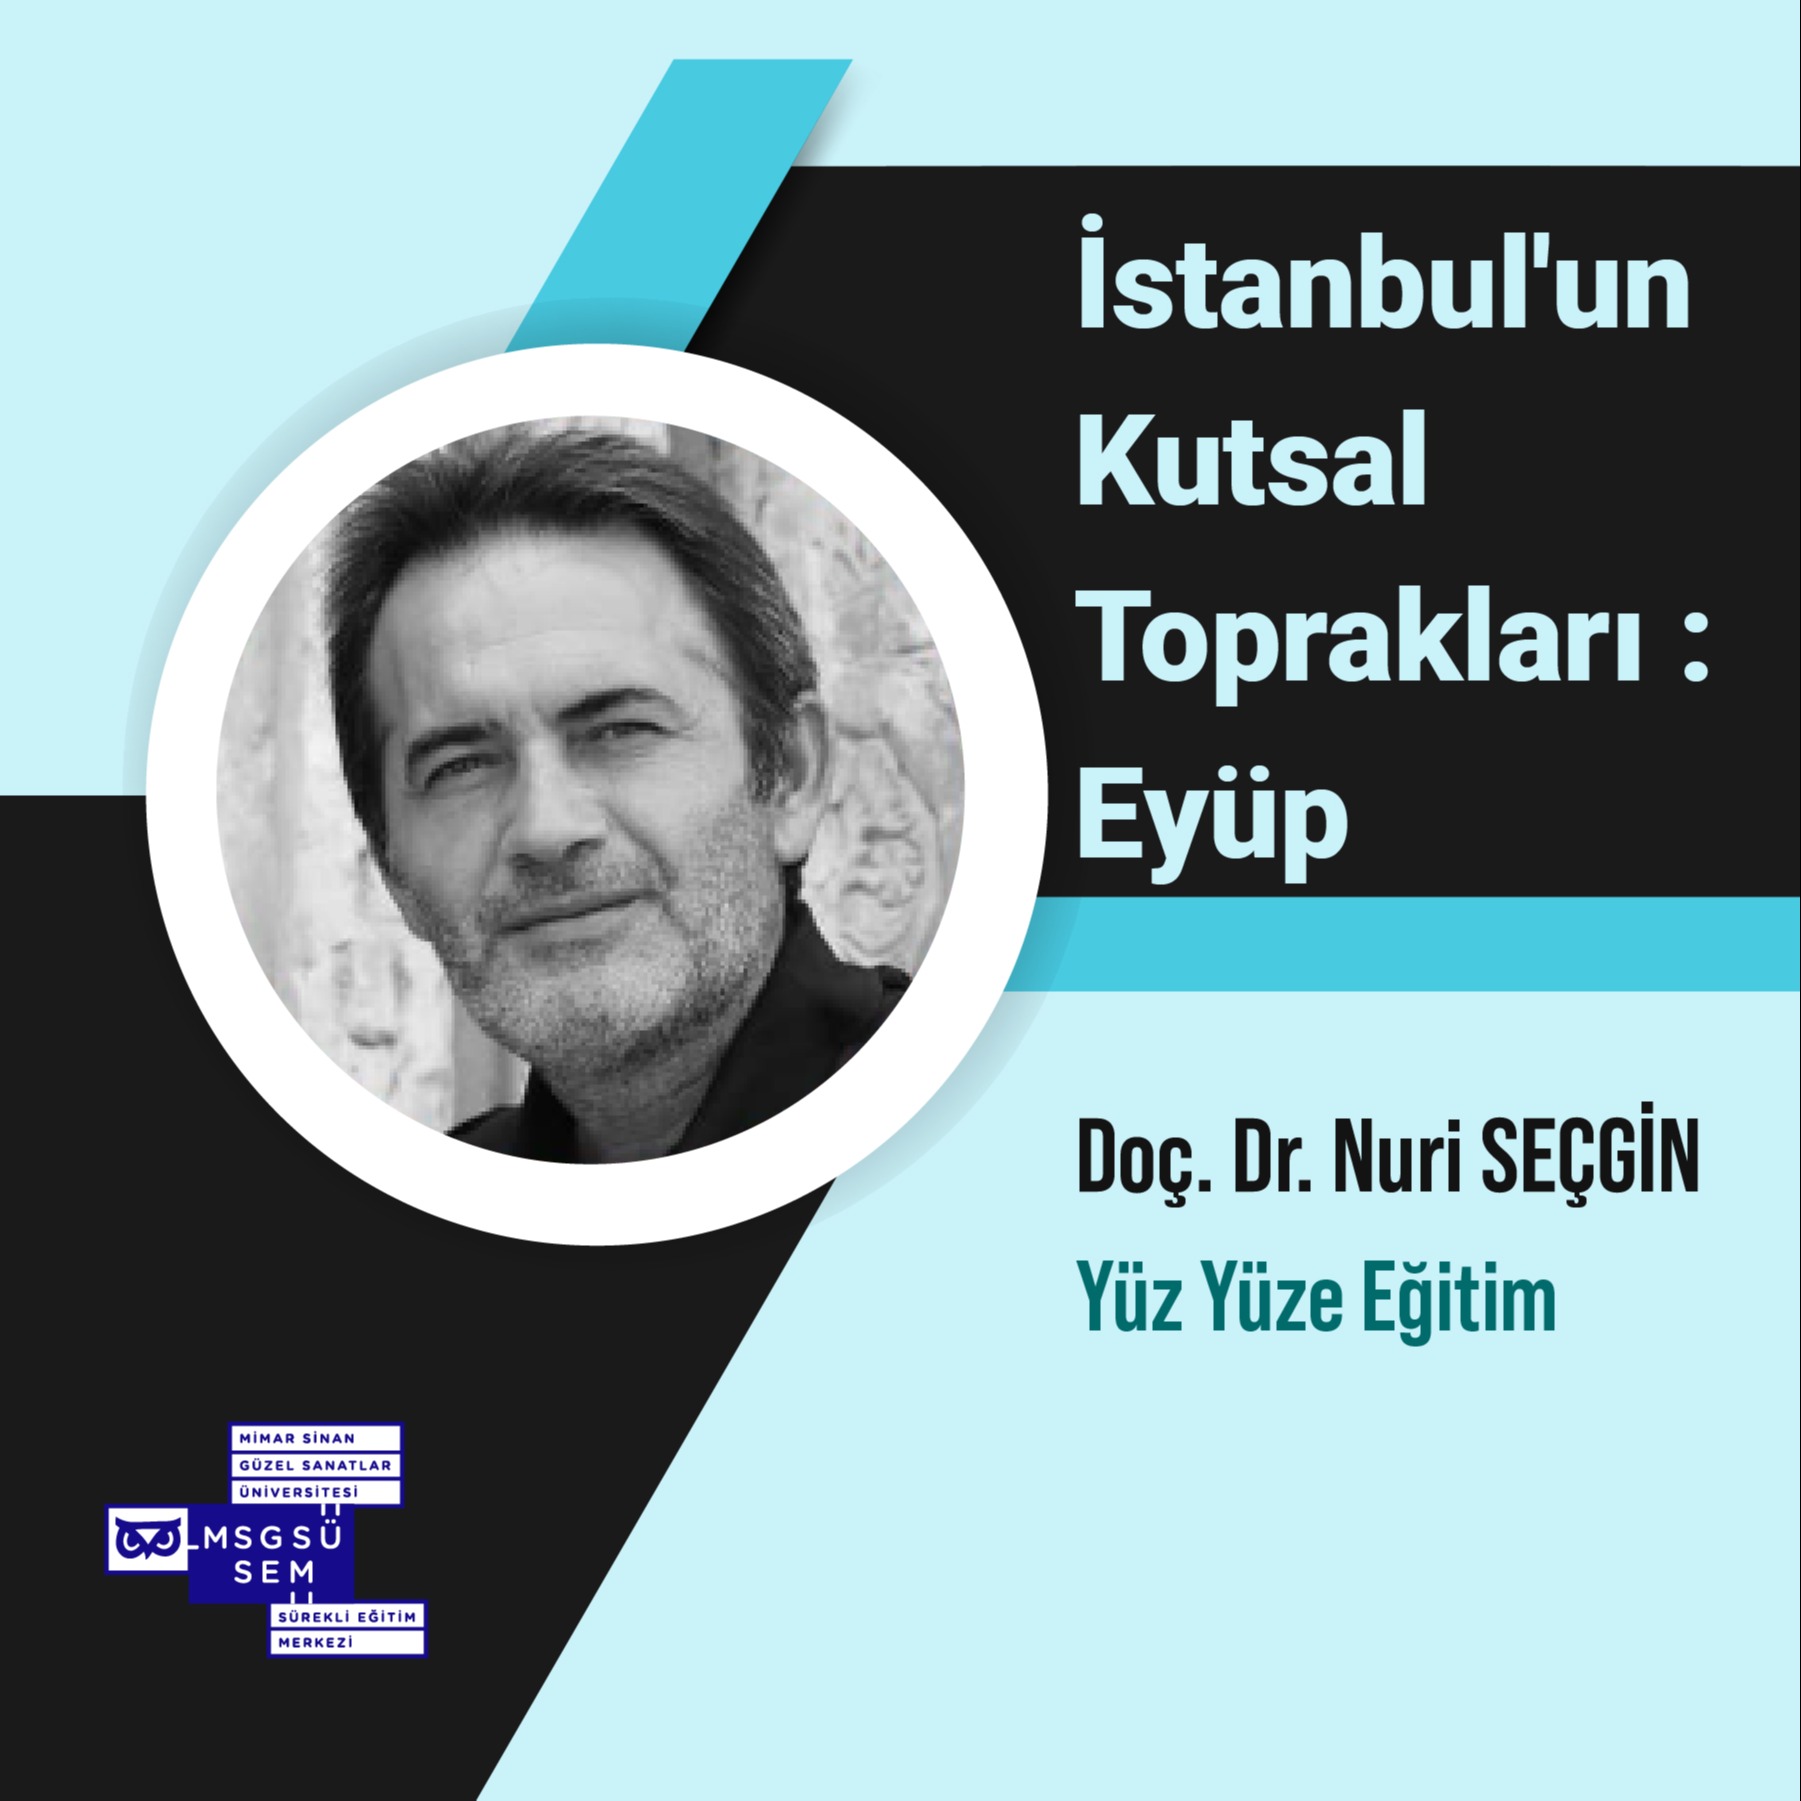 İstanbul'un
Kutsal
Toprakları :
Eyüp
Doç. Dr. Nuri SEÇGİN
Yüz Yüze Eğitim
MİMAR SİNAN
GÜZEL SANATLAR
ÜNİVERSİTESİ
MSGSÜ
SEM
SÜREKLİ EĞİTİM
MERKEZİ